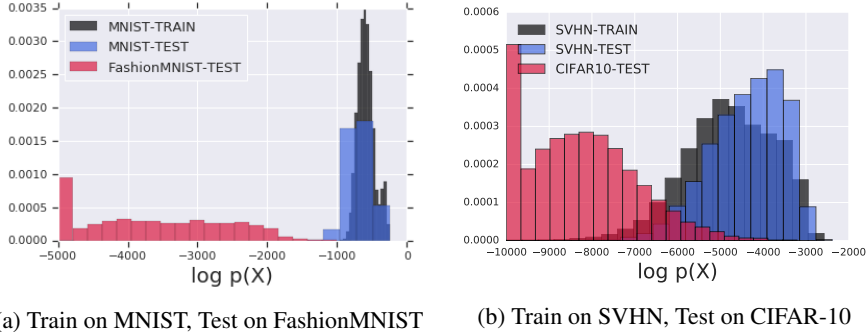 0.0035
0.0030
0.0025
0.0020
0.0015
0.0010
0.0005
0.0000
MNIST-TRAIN
MNIST-TEST
FashionMNIST-TEST
−5000 −4000 −3000 −2000 −1000 0
log p(X)
(a) Train on MNIST, Test on FashionMNIST
0.0006
0.0005
0.0004
0.0003
0.0002
0.0001
0.0000
SVHN-TRAIN
SVHN-TEST
CIFAR10-TEST
−10000 −9000 −8000 −7000 −6000 −5000 −4000 −3000 −2000
log p(X)
(b) Train on SVHN, Test on CIFAR-10